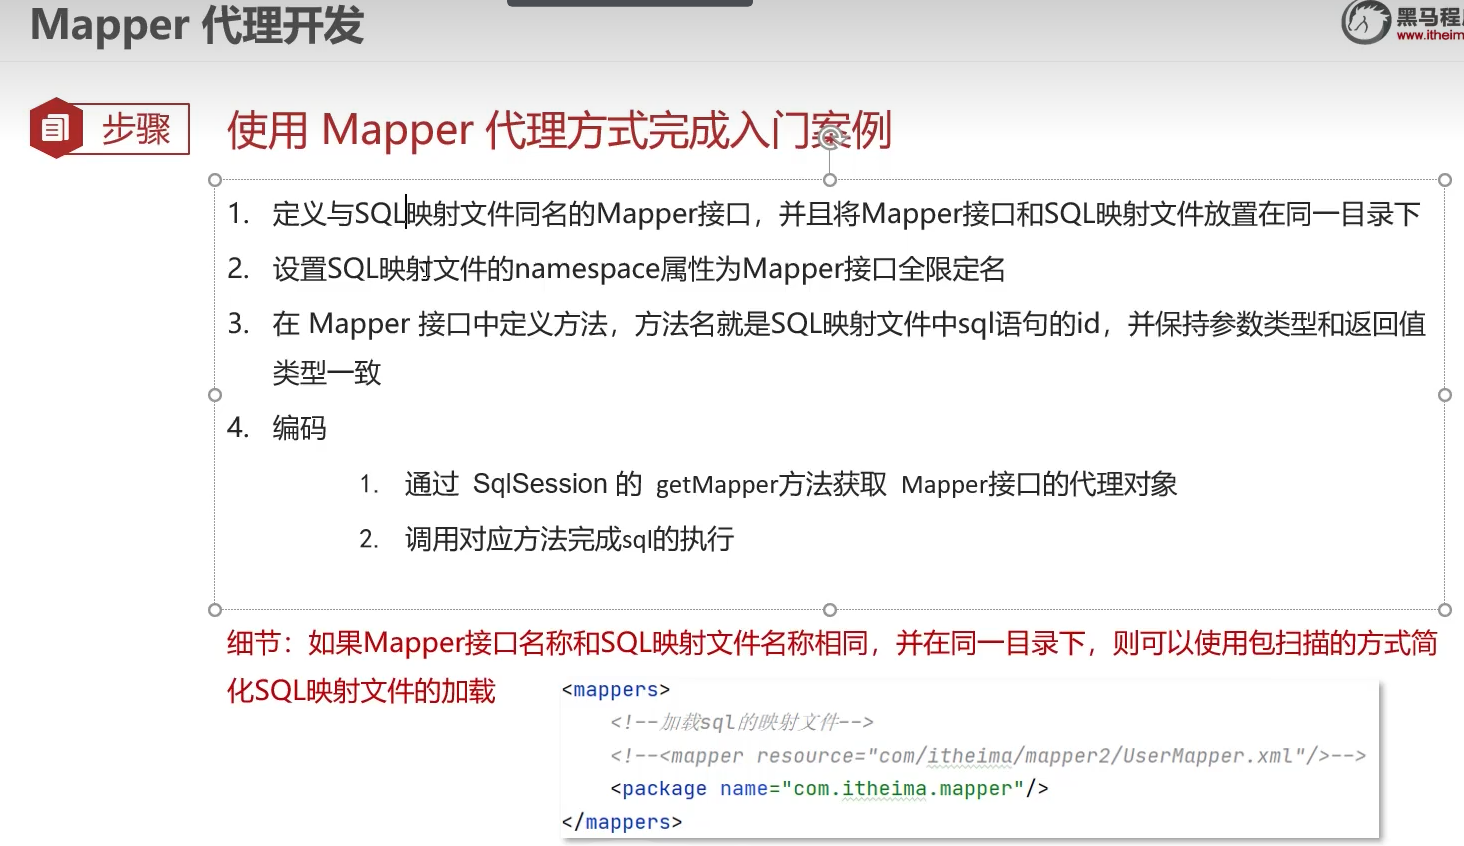 Mapper 代理开发
黑马程
www.itheim
步骤
使用 Mapper 代理方式完成入门案例
1. 定义与SQL映射文件同名的Mapper接口，并且将Mapper接口和SQL映射文件放置在同一目录下
2. 设置SQL映射文件的namespace属性为Mapper接口全限定名
3. 在 Mapper 接口中定义方法，方法名就是SQL映射文件中sql语句的id，并保持参数类型和返回值
类型一致
4. 编码
1. 通过 SqlSession 的 getMapper方法获取 Mapper接口的代理对象
2. 调用对应方法完成sql的执行
细节：如果Mapper接口名称和SQL映射文件名称相同，并在同一目录下，则可以使用包扫描的方式简
化SQL映射文件的加载
<mappers>
<!--加载sql的映射文件-->
<!--<mapper resource="com/itheima/mapper2/UserMapper.xml"/>-->
<package name="com.itheima.mapper"/>
</mappers>